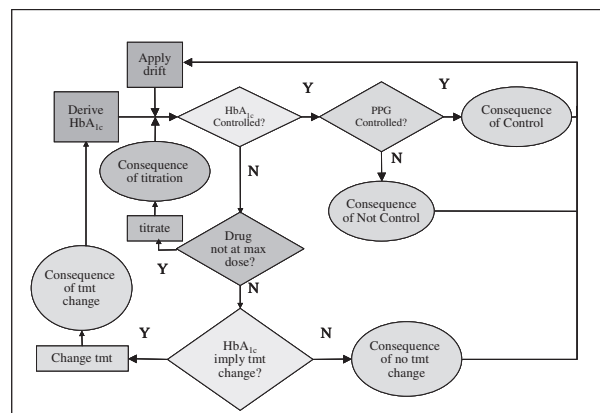 Apply
drift
Derive
HbA1c
HbA1c
Controlled?
Y
PPG
Controlled?
Y
Consequence
of Control
Consequence
of titration
N
N
Consequence
of Not Control
titrate
Y
Drug
not at max
dose?
N
Consequence
of tmt
change
Change tmt
Y
HbA1c
imply tmt
change?
N
Consequence
of no tmt
change